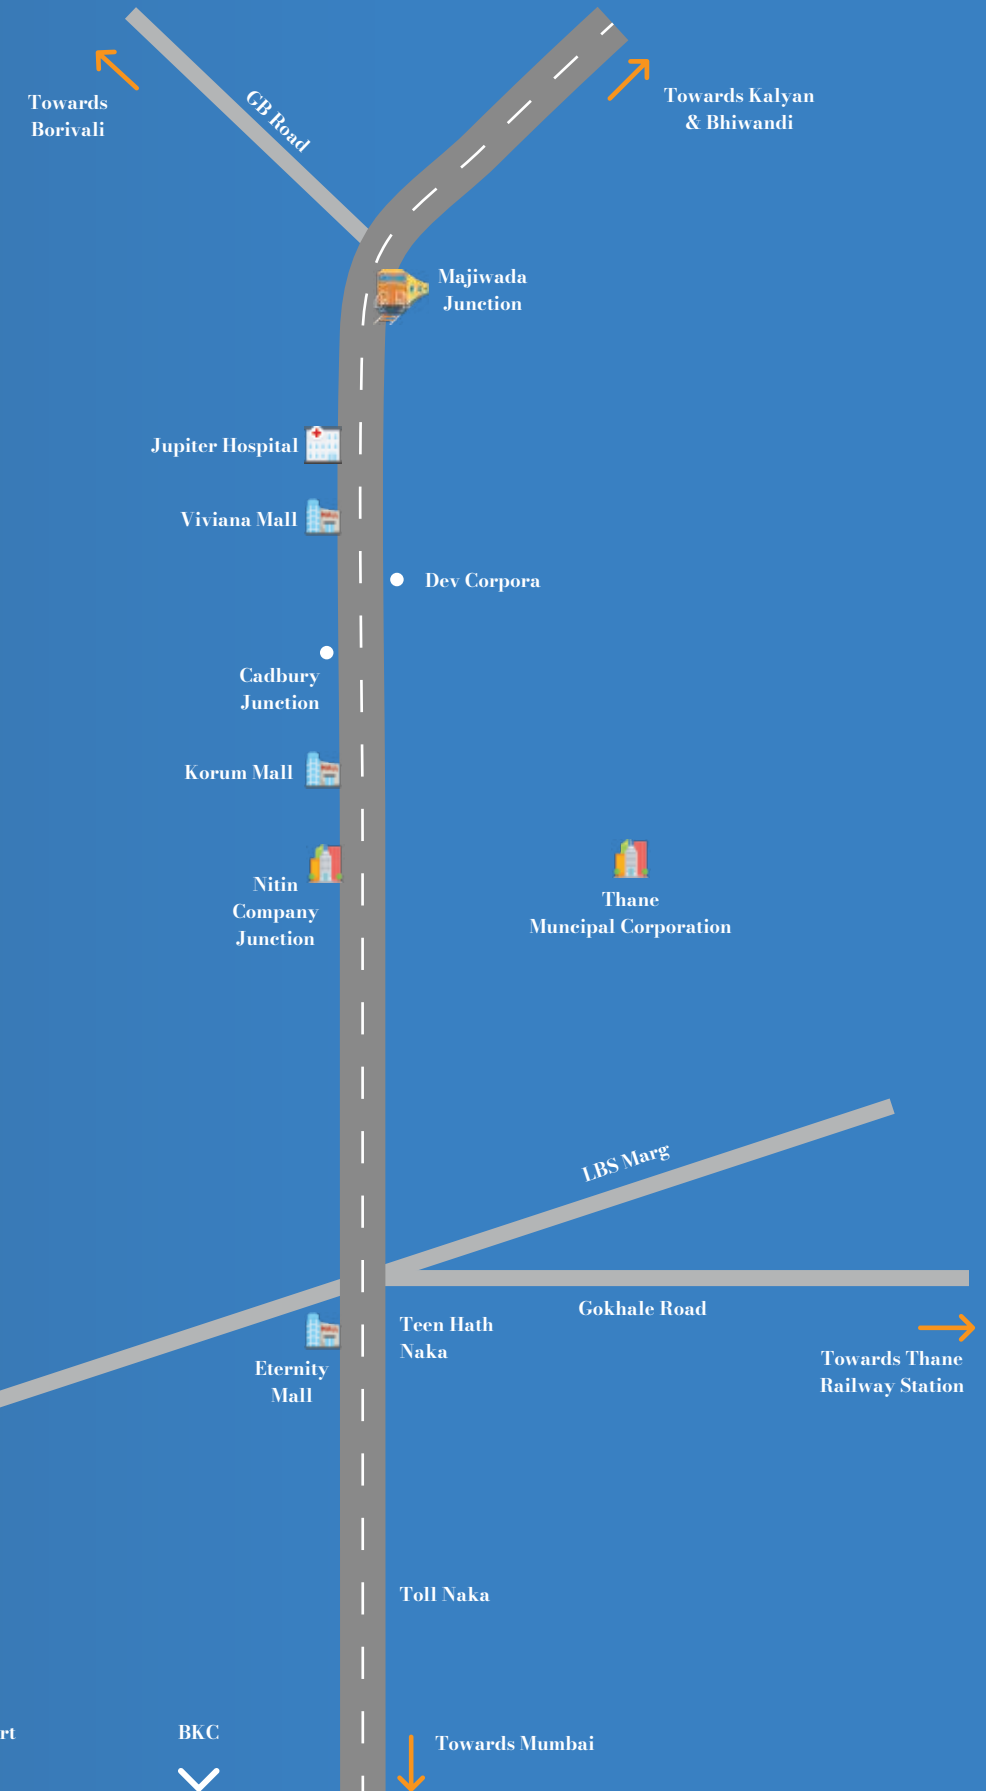 Towards
Borivali
GB Road
Towards Kalyan
& Bhiwandi
Majiwada
Junction
Jupiter Hospital
Viviana Mall
Dev Corpora
Cadbury
Junction
Korum Mall
Nitin
Company
Junction
Thane
Muncipal Corporation
LBS Marg
Gokhale Road
Teen Hath
Naka
Towards Thane
Railway Station
Eternity
Mall
Toll Naka
rt
BKC
Towards Mumbai